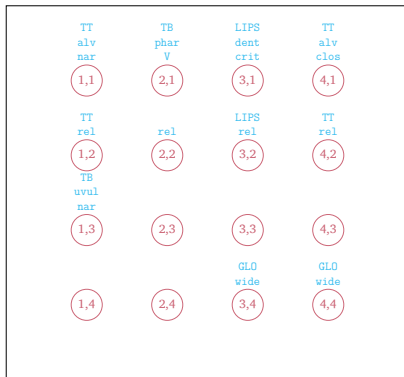 TT TB LIPS TT
alv phar dent alv
nar V crit clos
1,1 2,1 3,1 4,1
TT LIPS TT
rel rel rel rel
1,2 2,2 3,2 4,2
TB
uvul
nar
1,3 2,3 3,3 4,3
GLO GLO
wide wide
1,4 2,4 3,4 4,4